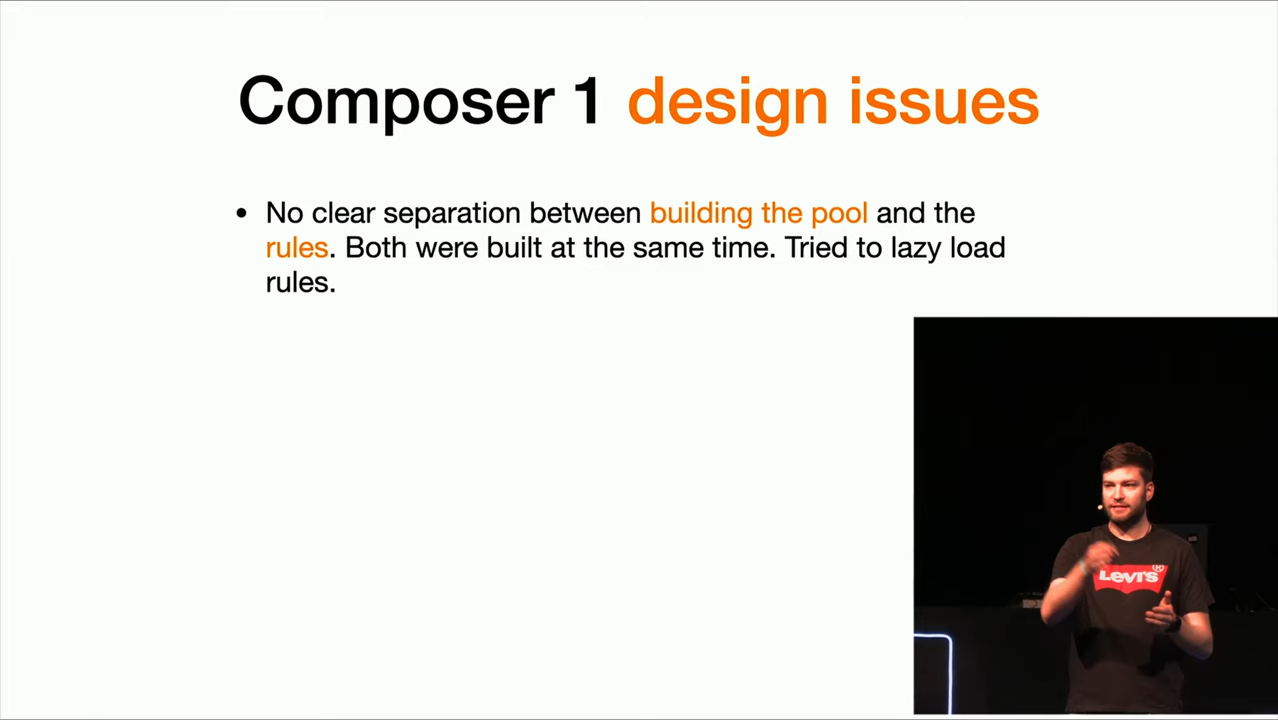 Composer 1 design issues
• No clear separation between building the pool and the
rules. Both were built at the same time. Tried to lazy load
rules.
Levi's ®